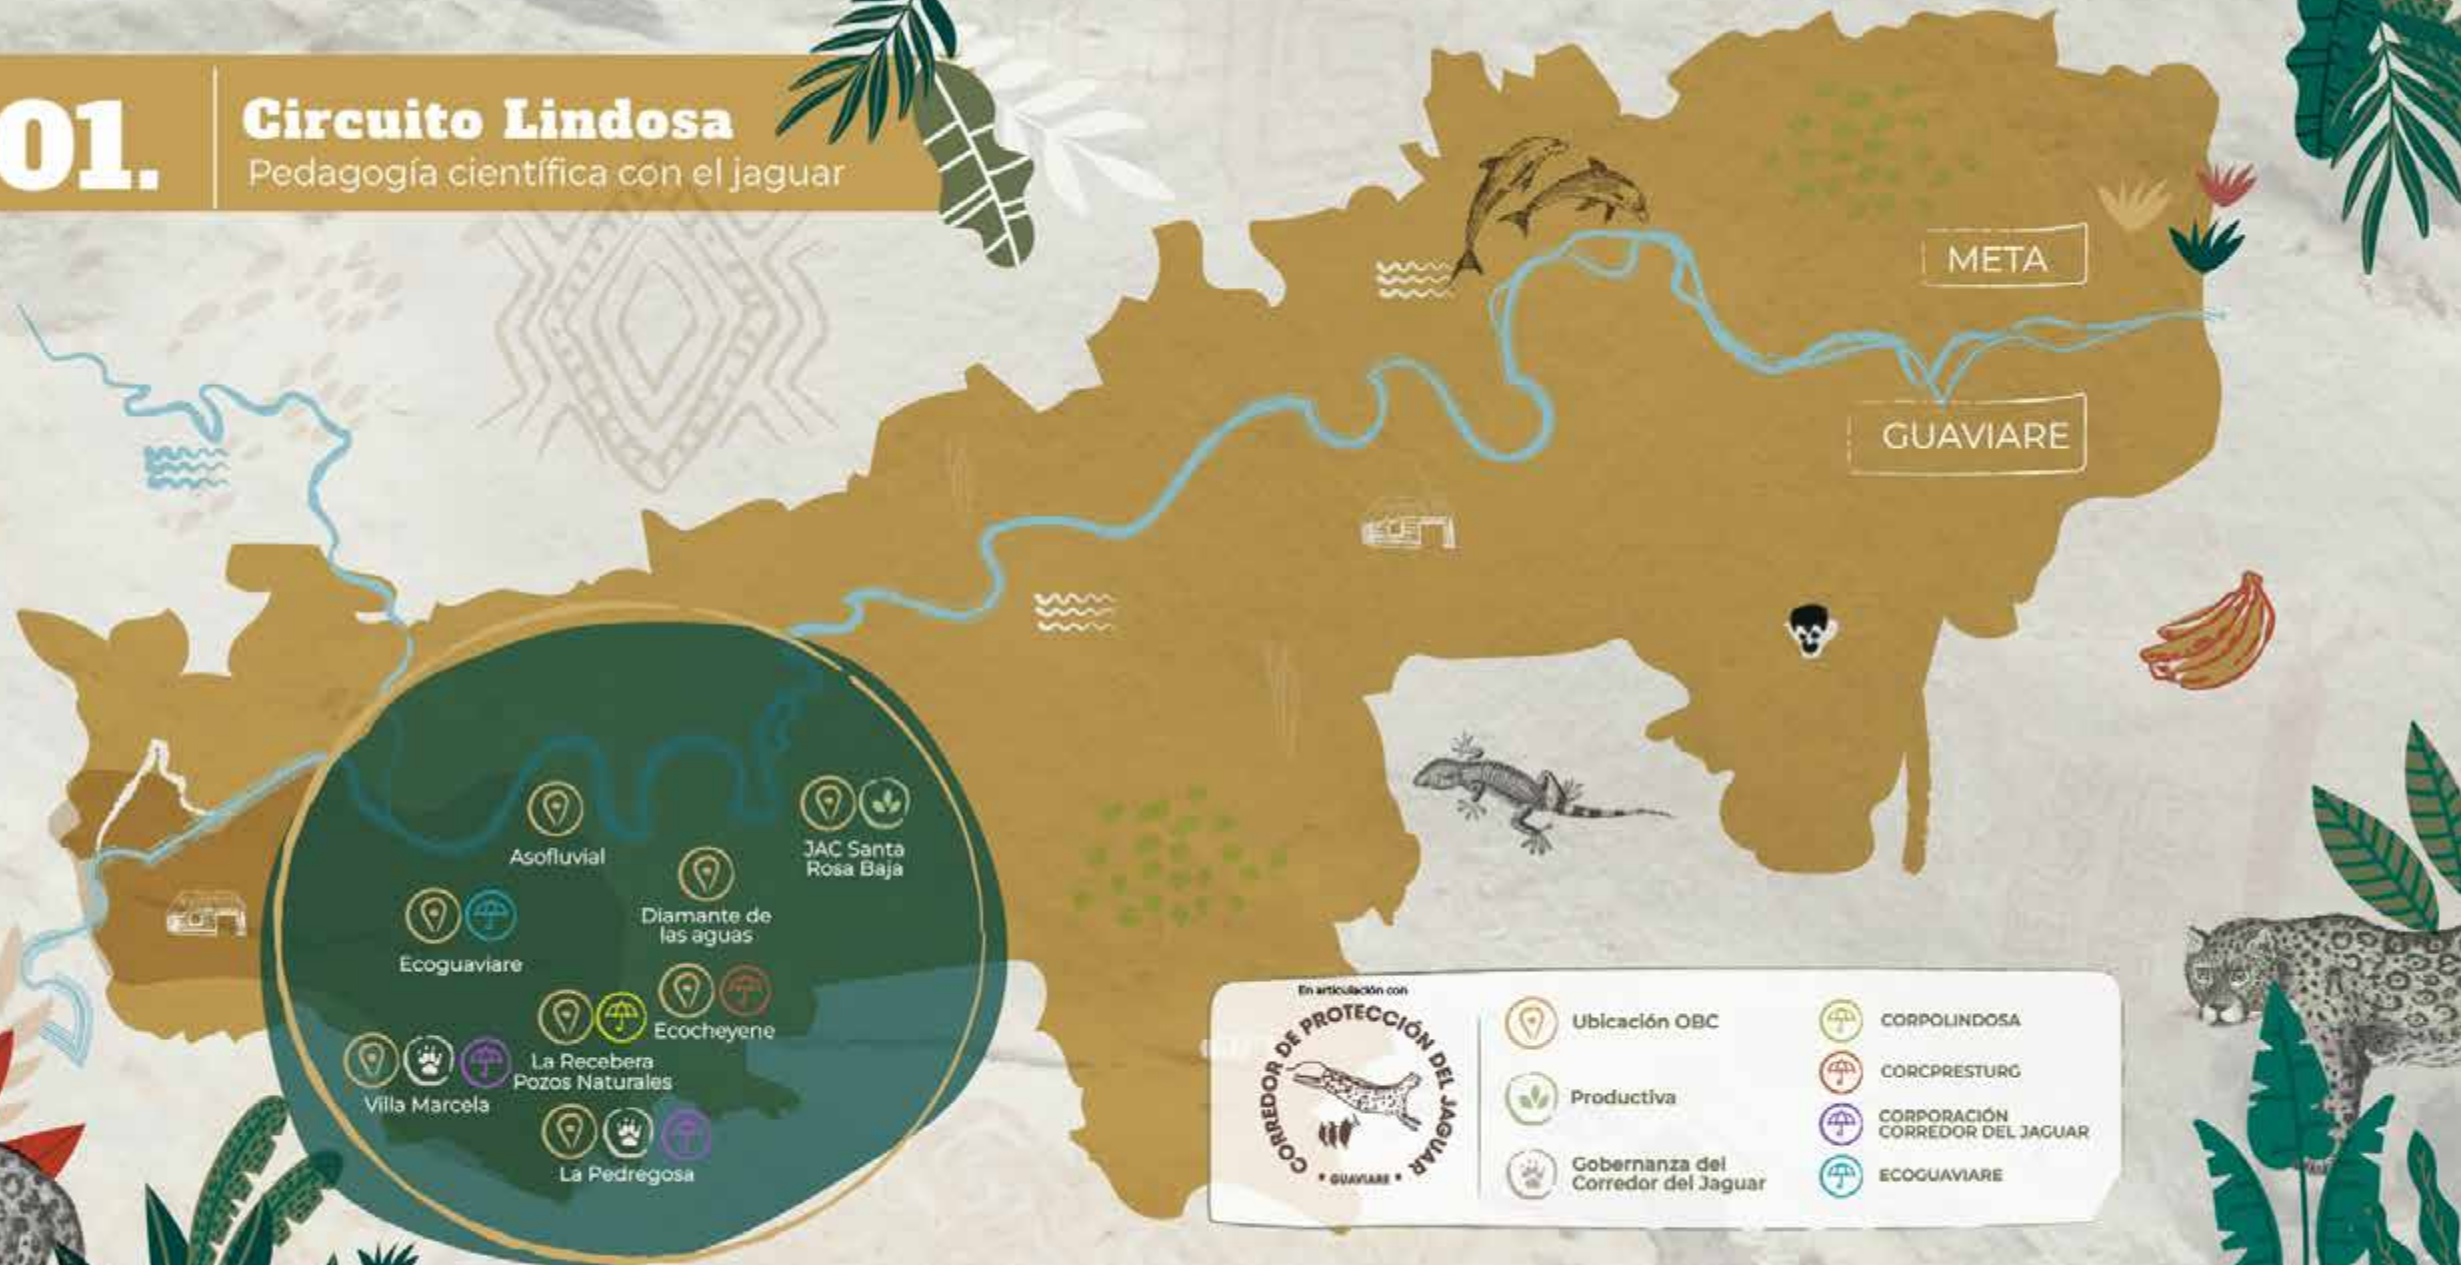 01.
Circuito Lindosa
Pedagogía científica con el jaguar
META
GUAVIARE
Asofluvial
JAC Santa
Rosa Baja
Diamante de
las aguas
Ecoguaviare
Ecocheyene
La Recebera
Pozos Naturales
Villa Marcela
La Pedregosa
En articulación con
CORREDOR DE PROTECCIÓN DEL JAGUAR
• GUAVIARE •
Ubicación OBC
Productiva
Gobernanza del
Corredor del Jaguar
CORPOLINDOSA
CORCPRESTURG
CORPORACIÓN
CORREDOR DEL JAGUAR
ECOGUAVIARE